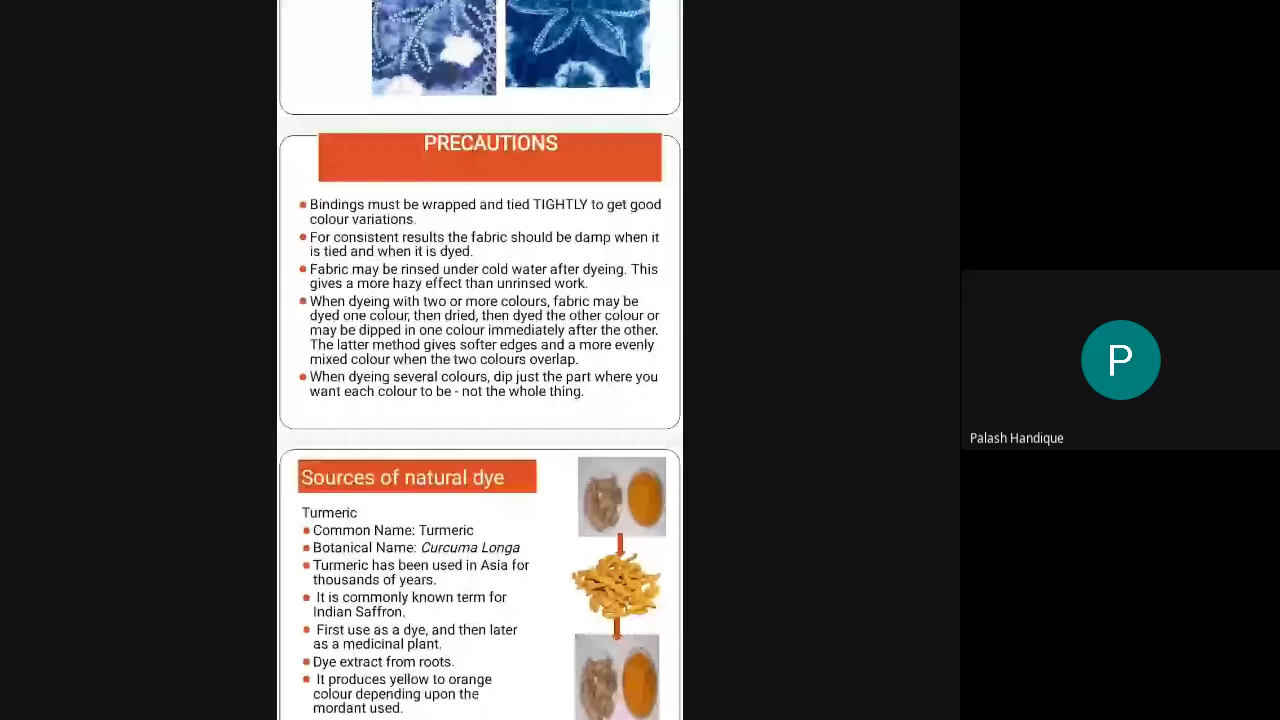 PRECAUTIONS
Bindings must be wrapped and tied TIGHTLY to get good
colour variations.
For consistent results the fabric should be damp when it
is tied and when it is dyed.
Fabric may be rinsed under cold water after dyeing. This
gives a more hazy effect than unrinsed work.
When dyeing with two or more colours, fabric may be
dyed one colour, then dried, then dyed the other colour or
may be dipped in one colour immediately after the other.
The latter method gives softer edges and a more evenly
mixed colour when the two colours overlap.
When dyeing several colours, dip just the part where you
want each colour to be - not the whole thing.
Sources of natural dye
Turmeric
Common Name: Turmeric
Botanical Name: Curcuma Longa
Turmeric has been used in Asia for
thousands of years.
It is commonly known term for
Indian Saffron.
First use as a dye, and then later
as a medicinal plant.
Dye extract from roots.
It produces yellow to orange
colour depending upon the
mordant used.
P
Palash Handique